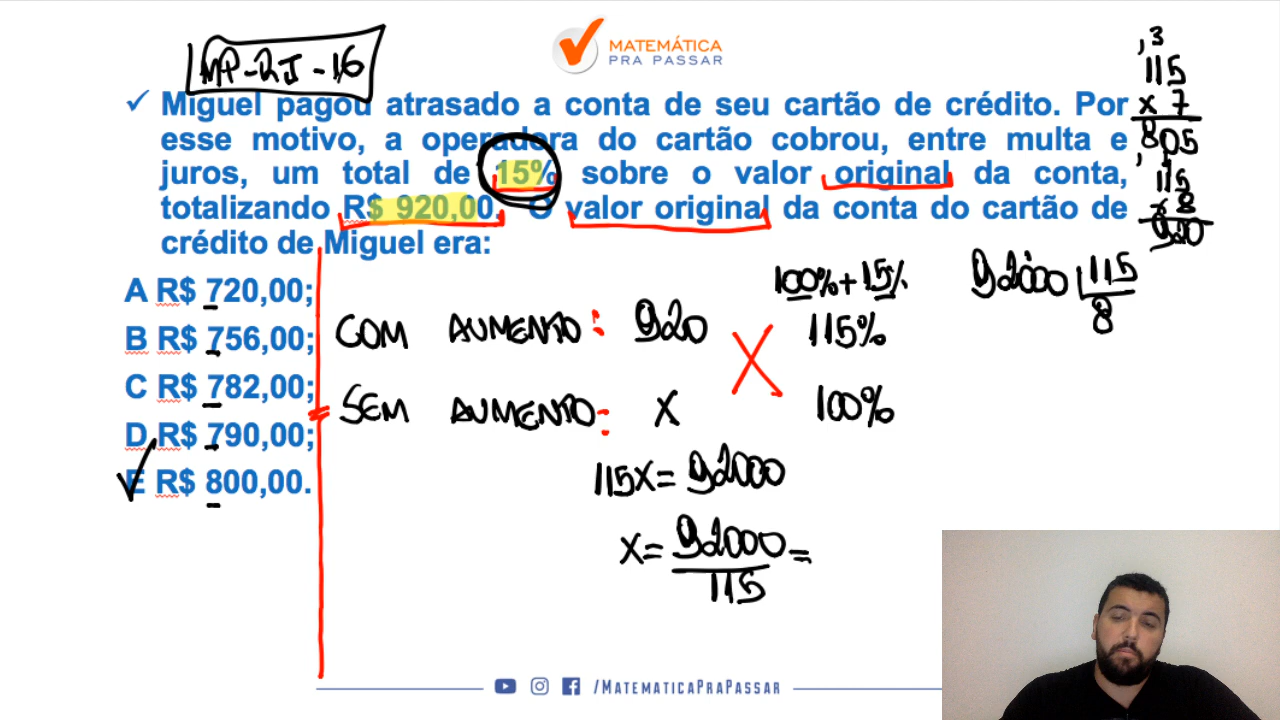 MP-RJ-16
MATEMÁTICA
PRA PASSAR
✓ Miguel pagou atrasado a conta de seu cartão de crédito. Por
esse motivo, a operadora do cartão cobrou, entre multa e
juros, um total de 15% sobre o valor original da conta,
totalizando R$ 920,00. O valor original da conta do cartão de
crédito de Miguel era:
A R$ 720,00;
B R$ 756,00;
C R$ 782,00;
D R$ 790,00;
E R$ 800,00.
100%+15%
COM AUMENTO: 920 115%
SEM AUMENTO: X 100%
115X= 92000
X= 92000 =
115
,3
115
x 7
805
,
115
x 8
920
92000 115
8
/MATEMATICAPRAPASSAR